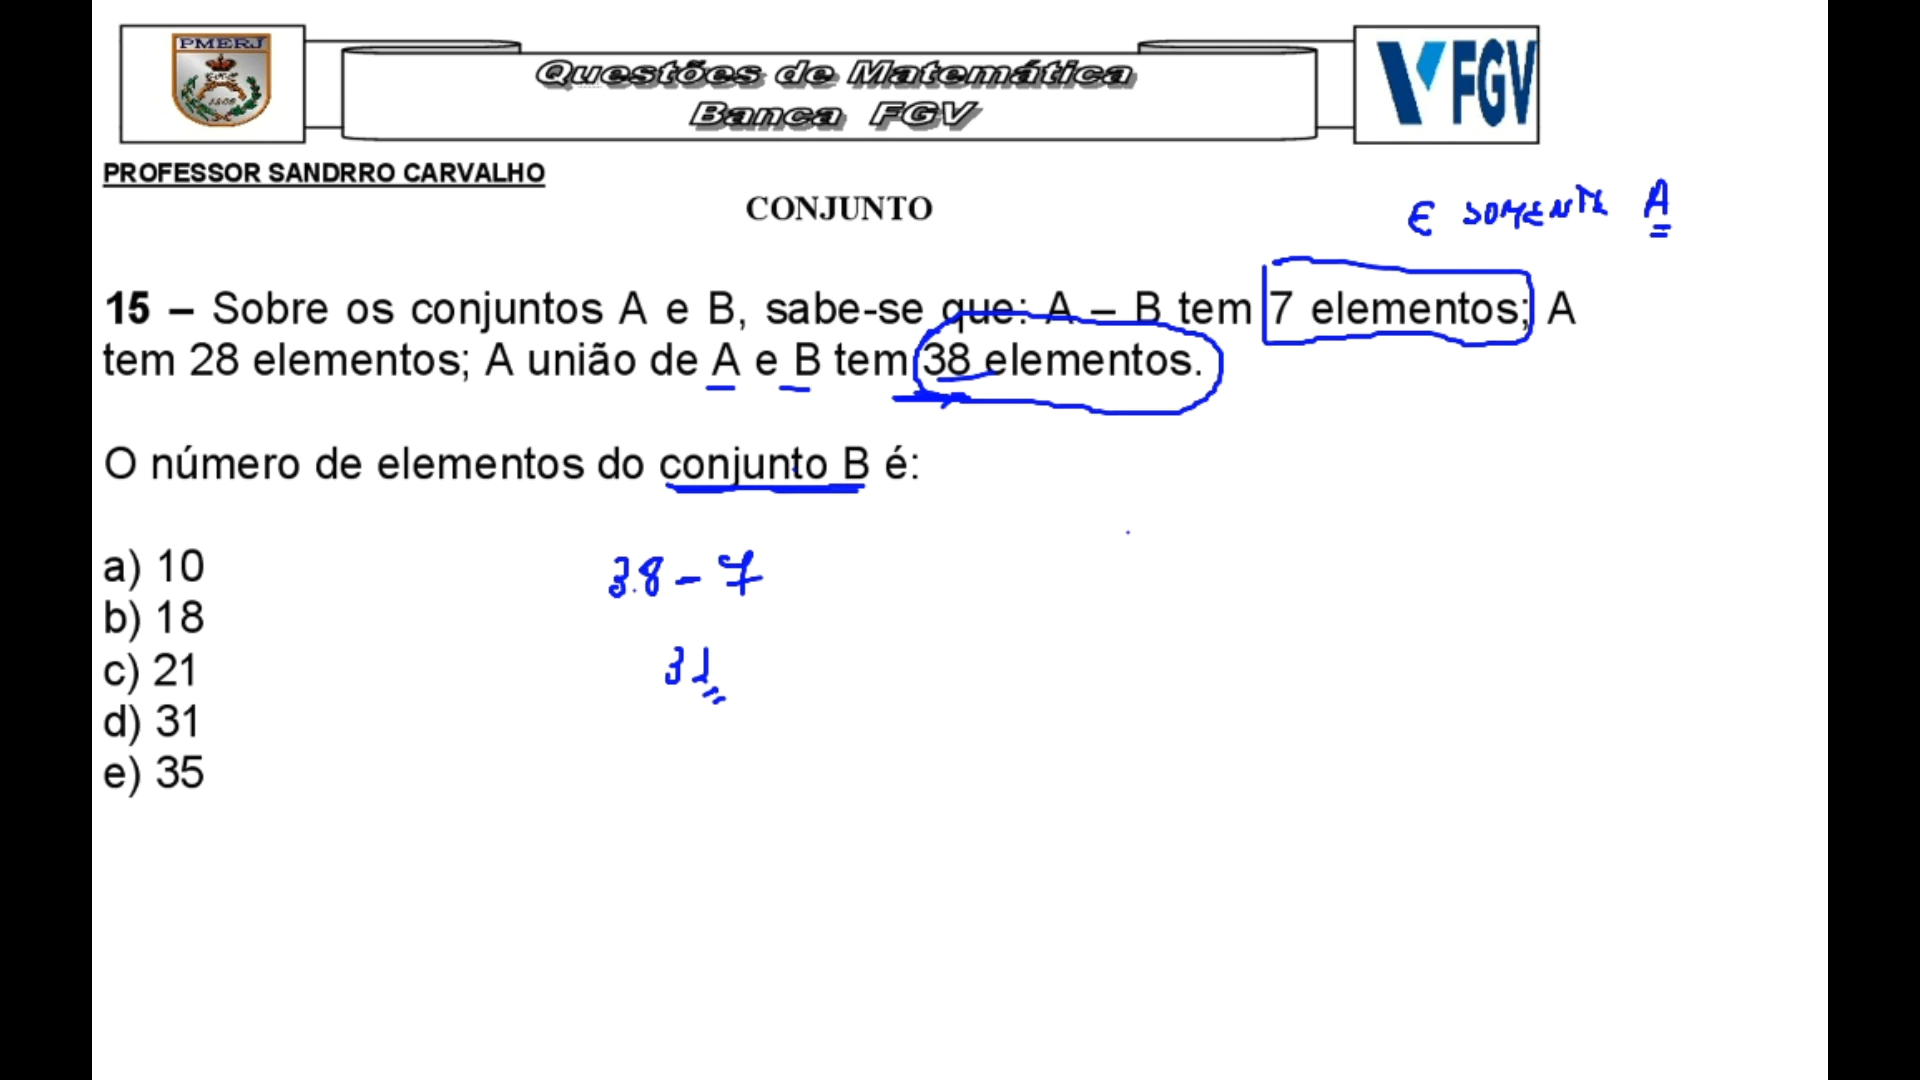 PMERJ
1809
Questões de Matemática
Banca FGV
FGV
PROFESSOR SANDRRO CARVALHO
CONJUNTO
E SOMENTE A
15 – Sobre os conjuntos A e B, sabe-se que: A – B tem 7 elementos; A
tem 28 elementos; A união de A e B tem 38 elementos.
O número de elementos do conjunto B é:
a) 10
b) 18
c) 21
d) 31
e) 35
38 - 7
31